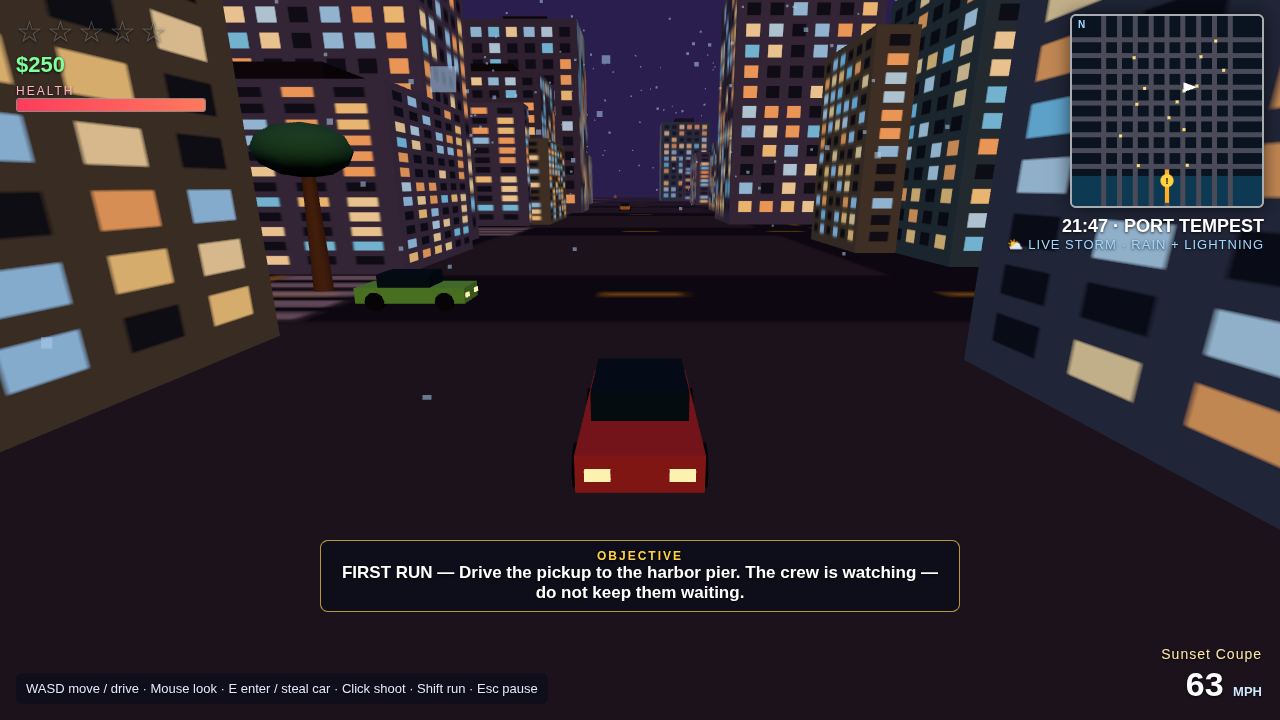 $250
HEALTH
N
!
21:47 · PORT TEMPEST
⛅ LIVE STORM · RAIN + LIGHTNING
OBJECTIVE
FIRST RUN — Drive the pickup to the harbor pier. The crew is watching —
do not keep them waiting.
Sunset Coupe
63 MPH
WASD move / drive · Mouse look · E enter / steal car · Click shoot · Shift run · Esc pause